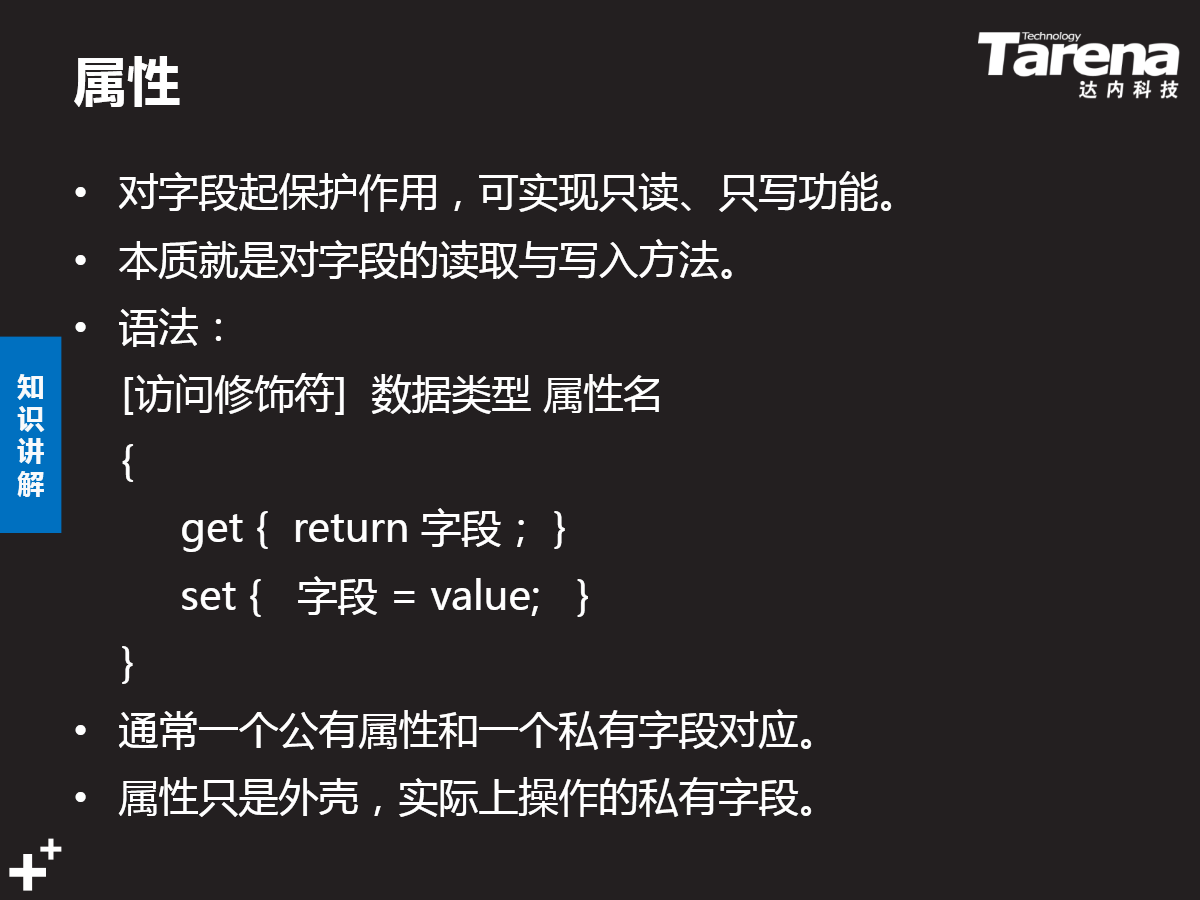 属性
Technology
Tarena
达内科技
• 对字段起保护作用，可实现只读、只写功能。
• 本质就是对字段的读取与写入方法。
• 语法：
[访问修饰符] 数据类型 属性名
{
get { return 字段； }
set { 字段 = value; }
}
• 通常一个公有属性和一个私有字段对应。
• 属性只是外壳，实际上操作的私有字段。
知识讲解